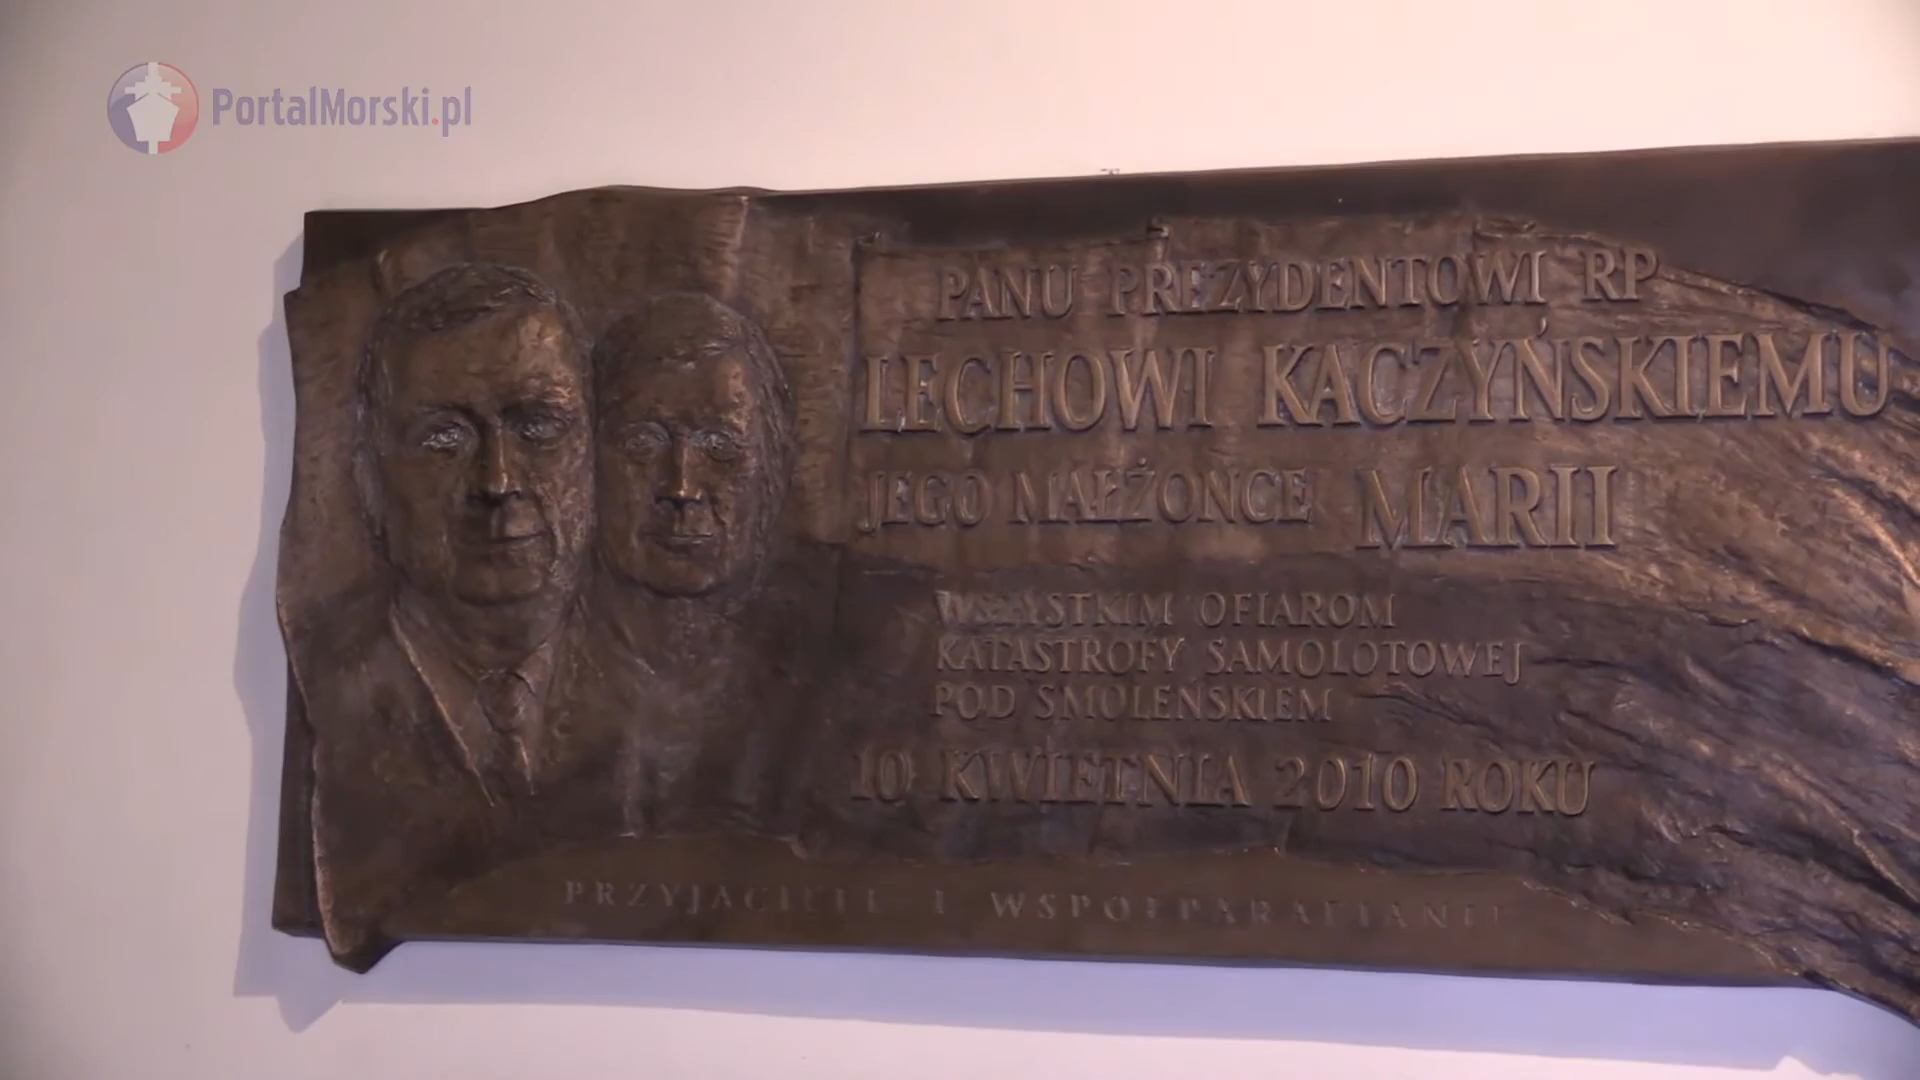 PortalMorski.pl
PANU PREZYDENTOWI RP
LECHOWI KACZYŃSKIEMU
JEGO MAŁŻONCE MARII
WSZYSTKIM OFIAROM
KATASTROFY SAMOLOTOWEJ
POD SMOLENSKIEM
10 KWIETNIA 2010 ROKU
PRZYJACIELE I WSPÓŁPARAFIANIE